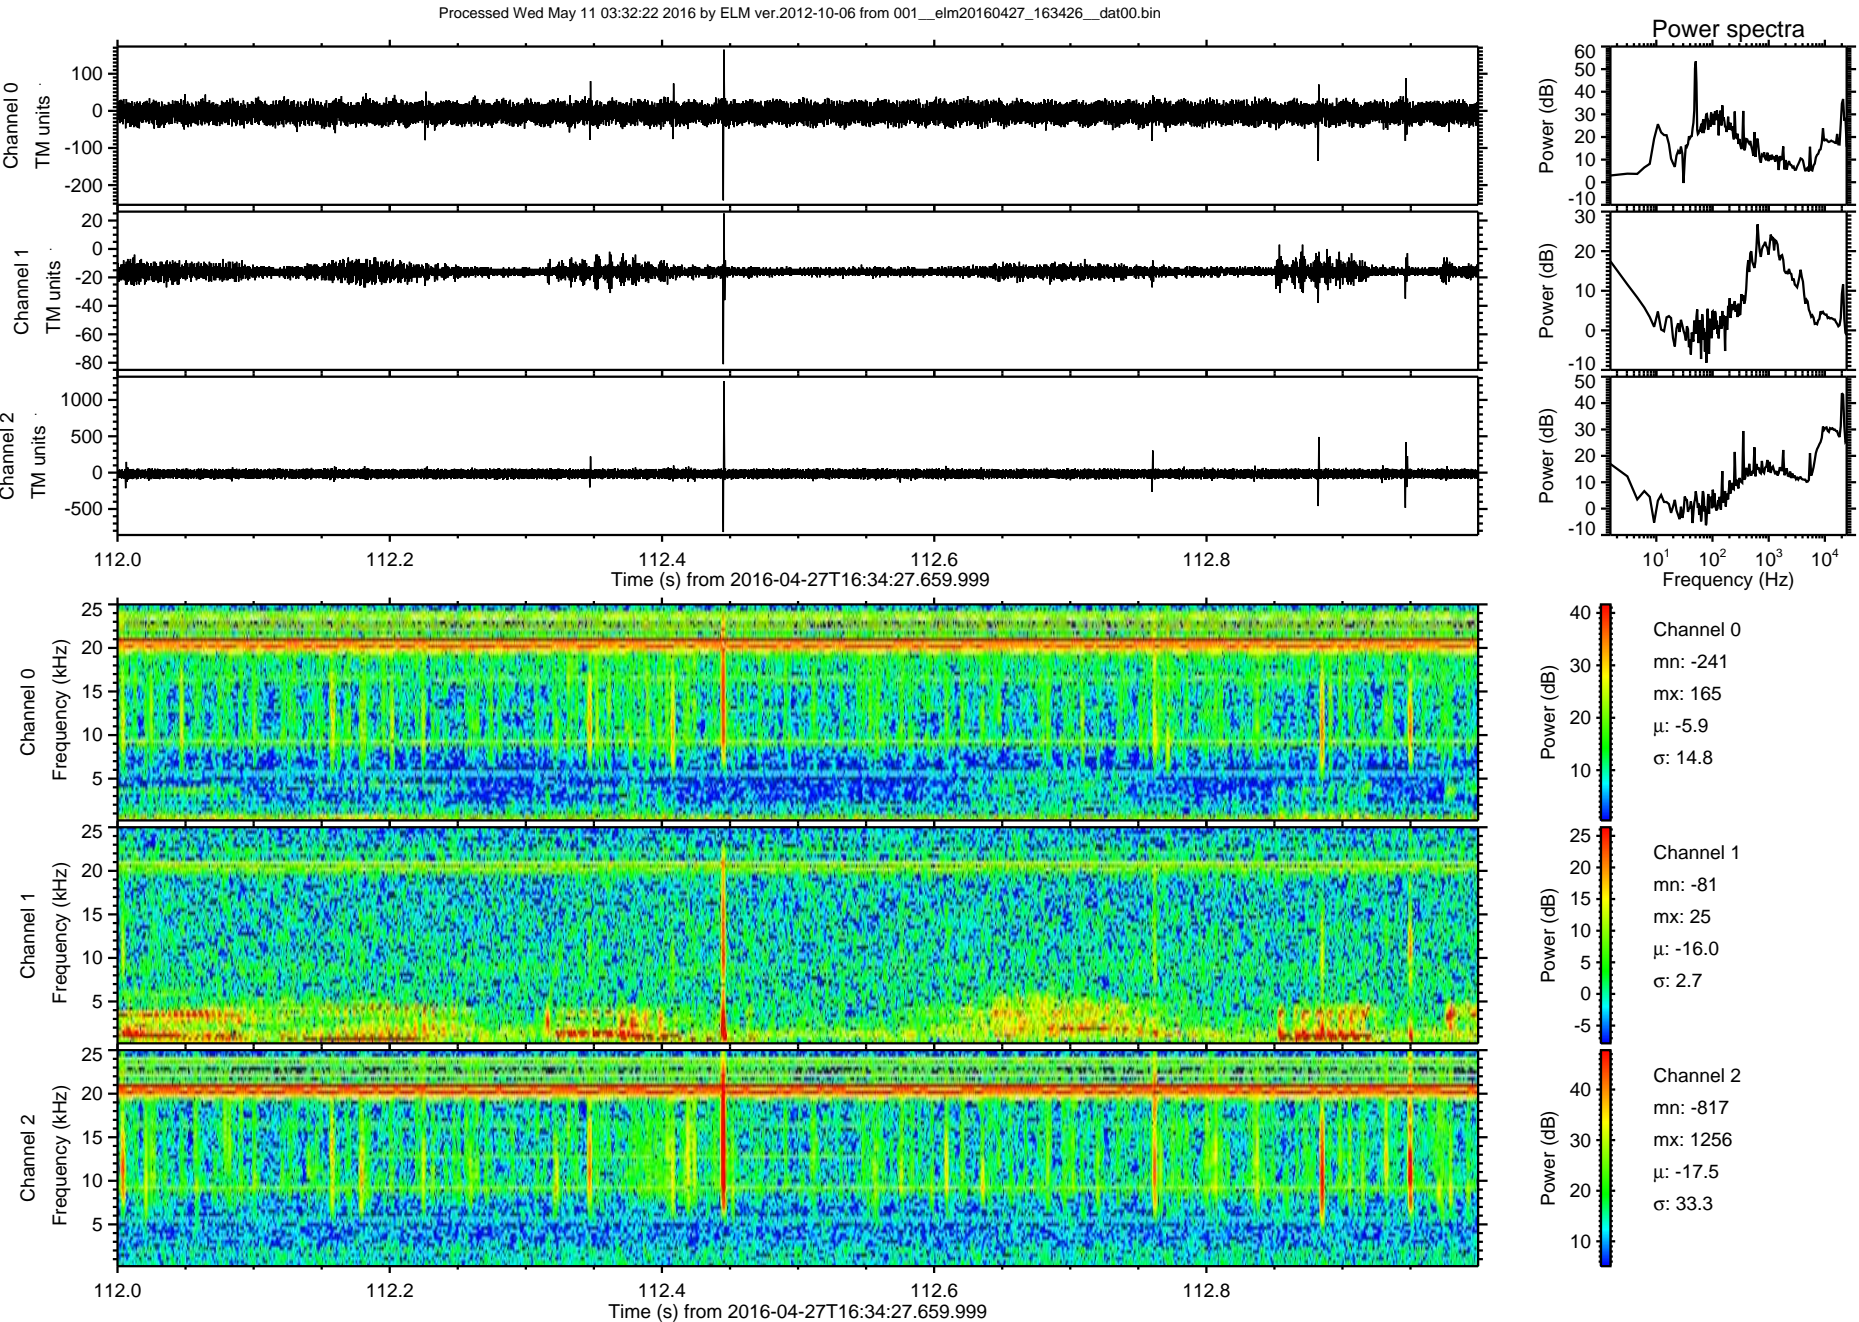 Processed Wed May 11 03:32:22 2016 by ELM ver.2012-10-06 from 001__elm20160427_163426__dat00.bin
Power spectra
Channel 0
TM units
100
0
-100
-200
Power (dB)
60
50
40
30
20
10
0
-10
Channel 1
TM units
20
0
-20
-40
-60
-80
Power (dB)
30
20
10
0
-10
Channel 2
TM units
1000
500
0
-500
Power (dB)
50
40
30
20
10
0
-10
112.0 112.2 112.4 112.6 112.8
Time (s) from 2016-04-27T16:34:27.659.999
10¹ 10² 10³ 10⁴
Frequency (Hz)
Channel 0
Frequency (kHz)
25
20
15
10
5
Power (dB)
40
30
20
10
Channel 0
mn: -241
mx: 165
μ: -5.9
σ: 14.8
Channel 1
Frequency (kHz)
25
20
15
10
5
Power (dB)
25
20
15
10
5
0
-5
Channel 1
mn: -81
mx: 25
μ: -16.0
σ: 2.7
Channel 2
Frequency (kHz)
25
20
15
10
5
Power (dB)
40
30
20
10
Channel 2
mn: -817
mx: 1256
μ: -17.5
σ: 33.3
112.0 112.2 112.4 112.6 112.8
Time (s) from 2016-04-27T16:34:27.659.999